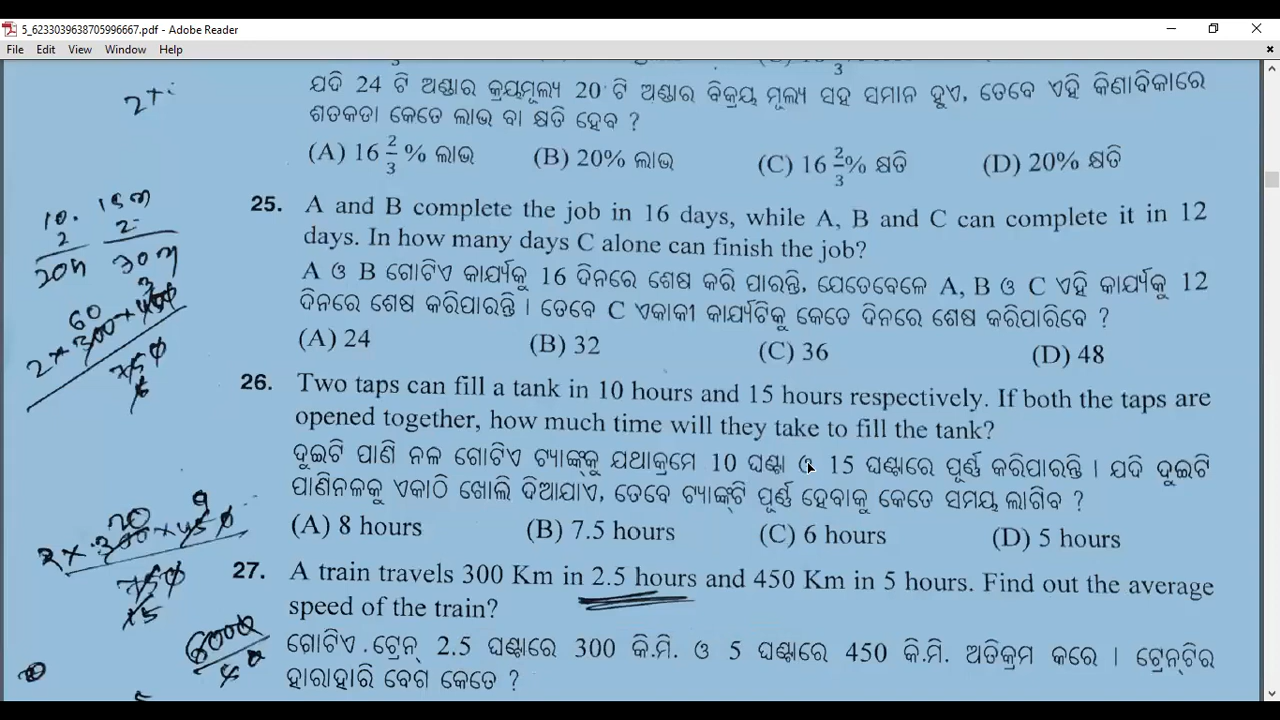 5_6233039638705996667.pdf - Adobe Reader
File Edit View Window Help
ଯଦି 24 ଟି ଅଣ୍ଡାର କ୍ରୟମୂଲ୍ୟ 20 ଟି ଅଣ୍ଡାର ବିକ୍ରୟ ମୂଲ୍ୟ ସହ ସମାନ ହୁଏ, ତେବେ ଏହି କିଣାବିକାରେ
ଶତକଡା କେତେ ଲାଭ ବା କ୍ଷତି ହେବ ?
(A) 16 2/3 % ଲାଭ (B) 20% ଲାଭ (C) 16 2/3% କ୍ଷତି (D) 20% କ୍ଷତି
25. A and B complete the job in 16 days, while A, B and C can complete it in 12
days. In how many days C alone can finish the job?
A ଓ B ଗୋଟିଏ କାର୍ଯ୍ୟକୁ 16 ଦିନରେ ଶେଷ କରି ପାରନ୍ତି, ଯେତେବେଳେ A, B ଓ C ଏହି କାର୍ଯ୍ୟକୁ 12
ଦିନରେ ଶେଷ କରିପାରନ୍ତି । ତେବେ C ଏକାକୀ କାର୍ଯ୍ୟଟିକୁ କେତେ ଦିନରେ ଶେଷ କରିପାରିବେ ?
(A) 24 (B) 32 (C) 36 (D) 48
26. Two taps can fill a tank in 10 hours and 15 hours respectively. If both the taps are
opened together, how much time will they take to fill the tank?
ଦୁଇଟି ପାଣି ନଳ ଗୋଟିଏ ଟ୍ୟାଙ୍କକୁ ଯଥାକ୍ରମେ 10 ଘଣ୍ଟା ଓ 15 ଘଣ୍ଟାରେ ପୂର୍ଣ୍ଣ କରିପାରନ୍ତି । ଯଦି ଦୁଇଟି
ପାଣିନଳକୁ ଏକାଠି ଖୋଲି ଦିଆଯାଏ, ତେବେ ଟ୍ୟାଙ୍କଟି ପୂର୍ଣ୍ଣ ହେବାକୁ କେତେ ସମୟ ଲାଗିବ ?
(A) 8 hours (B) 7.5 hours (C) 6 hours (D) 5 hours
27. A train travels 300 Km in 2.5 hours and 450 Km in 5 hours. Find out the average
speed of the train?
ଗୋଟିଏ ଟ୍ରେନ୍ 2.5 ଘଣ୍ଟାରେ 300 କି.ମି. ଓ 5 ଘଣ୍ଟାରେ 450 କି.ମି. ଅତିକ୍ରମ କରେ । ଟ୍ରେନ୍‌ଟିର
ହାରାହାରି ବେଗ କେତେ ?